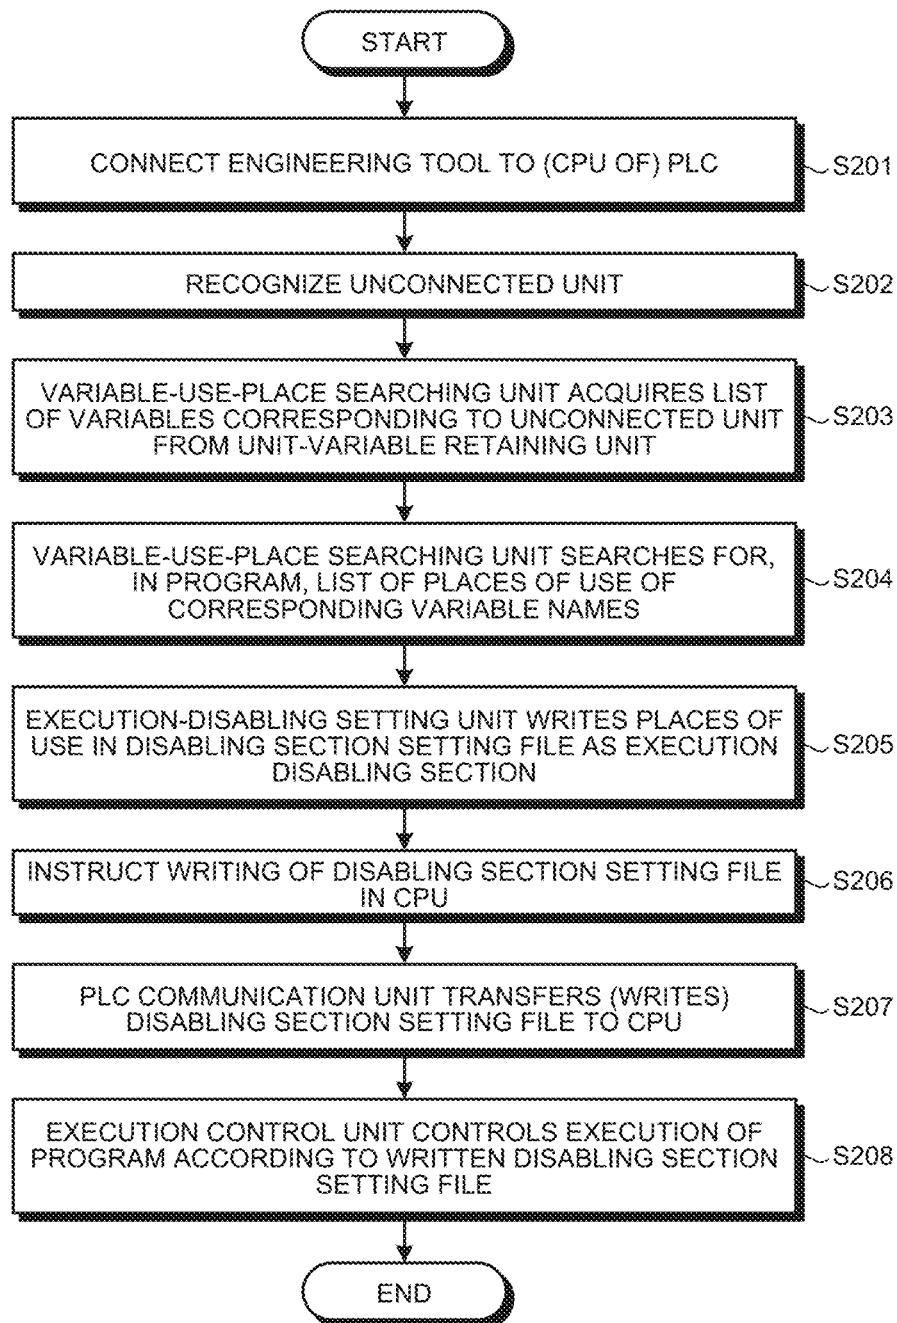 START
CONNECT ENGINEERING TOOL TO (CPU OF) PLC
S201
RECOGNIZE UNCONNECTED UNIT
S202
VARIABLE-USE-PLACE SEARCHING UNIT ACQUIRES LIST
OF VARIABLES CORRESPONDING TO UNCONNECTED UNIT
FROM UNIT-VARIABLE RETAINING UNIT
S203
VARIABLE-USE-PLACE SEARCHING UNIT SEARCHES FOR,
IN PROGRAM, LIST OF PLACES OF USE OF
CORRESPONDING VARIABLE NAMES
S204
EXECUTION-DISABLING SETTING UNIT WRITES PLACES OF
USE IN DISABLING SECTION SETTING FILE AS EXECUTION
DISABLING SECTION
S205
INSTRUCT WRITING OF DISABLING SECTION SETTING FILE
IN CPU
S206
PLC COMMUNICATION UNIT TRANSFERS (WRITES)
DISABLING SECTION SETTING FILE TO CPU
S207
EXECUTION CONTROL UNIT CONTROLS EXECUTION OF
PROGRAM ACCORDING TO WRITTEN DISABLING SECTION
SETTING FILE
S208
END